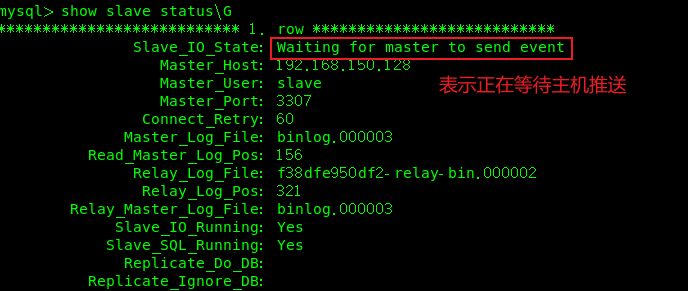 mysql> show slave status\G
*************************** 1. row ***************************
Slave_IO_State: Waiting for master to send event
Master_Host: 192.168.150.128
Master_User: slave
表示正在等待主机推送
Master_Port: 3307
Connect_Retry: 60
Master_Log_File: binlog.000003
Read_Master_Log_Pos: 156
Relay_Log_File: f38dfe950df2-relay-bin.000002
Relay_Log_Pos: 321
Relay_Master_Log_File: binlog.000003
Slave_IO_Running: Yes
Slave_SQL_Running: Yes
Replicate_Do_DB:
Replicate_Ignore_DB: